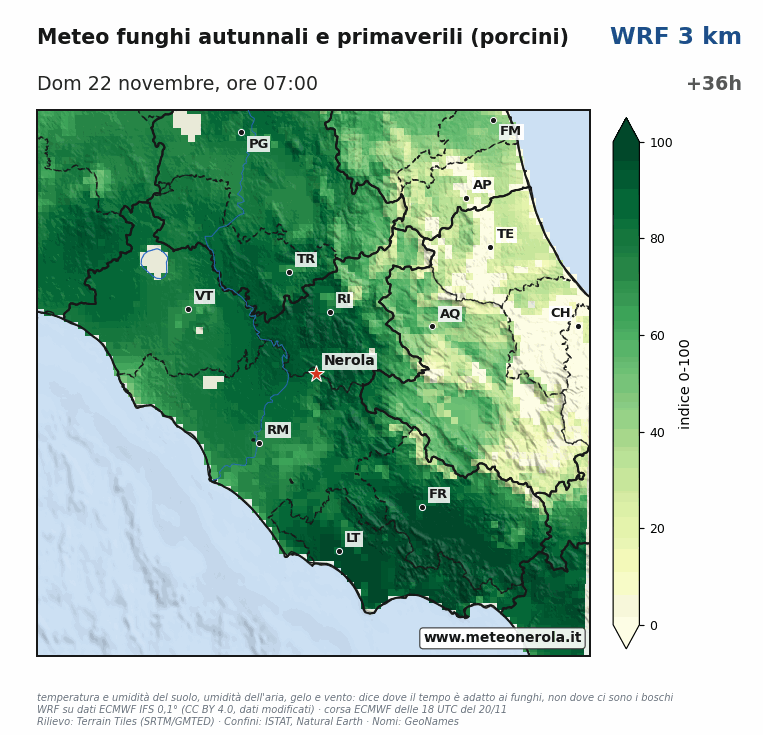 Meteo funghi autunnali e primaverili (porcini)
WRF 3 km
Dom 22 novembre, ore 07:00
+36h
FM
PG
AP
TE
TR
VT
RI
AQ
CH.
Nerola
RM
FR
LT
www.meteonerola.it
100
80
60
40
20
0
indice 0-100
temperatura e umidità del suolo, umidità dell'aria, gelo e vento: dice dove il tempo è adatto ai funghi, non dove ci sono i boschi
WRF su dati ECMWF IFS 0,1° (CC BY 4.0, dati modificati) · corsa ECMWF delle 18 UTC del 20/11
Rilievo: Terrain Tiles (SRTM/GMTED) · Confini: ISTAT, Natural Earth · Nomi: GeoNames